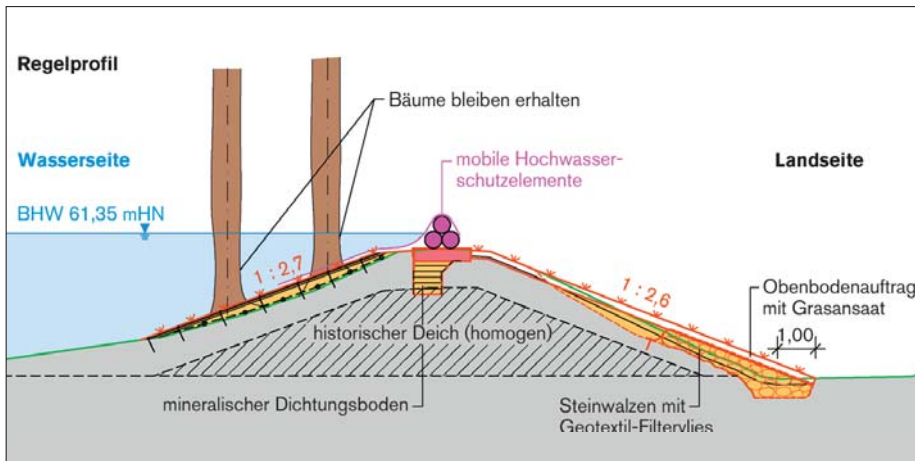 Regelprofil
Bäume bleiben erhalten
Wasserseite
mobile Hochwasser-
schutzelemente
Landseite
BHW 61,35 mHN
1 : 2,7
1 : 2,6
Obenbodenauftrag
mit Grasansaat
1,00
historischer Deich (homogen)
mineralischer Dichtungsboden
Steinwalzen mit
Geotextil-Filtervlies